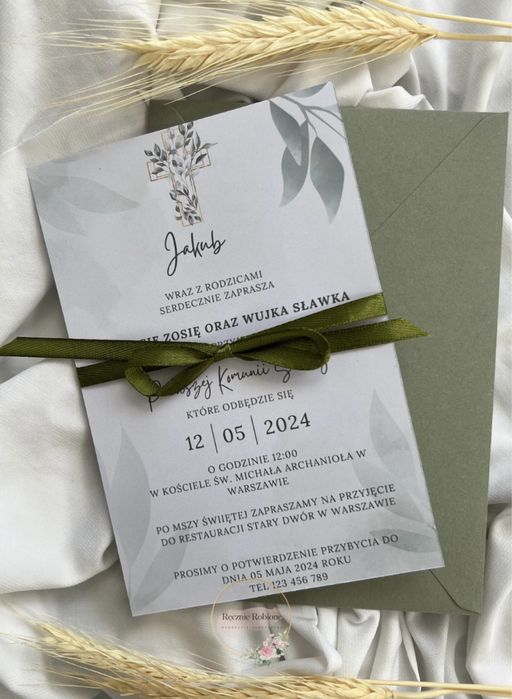 Jakub
WRAZ Z RODZICAMI
SERDECZNIE ZAPRASZA
ZOSIĘ ORAZ WUJKA SŁAWKA
Komunii
KTÓRE ODBĘDZIE SIĘ
12 | 05 | 2024
O GODZINIE 12:00
W KOŚCIELE ŚW. MICHAŁA ARCHANIOŁA W
WARSZAWIE
PO MSZY ŚWIĘTEJ ZAPRASZAMY NA PRZYJĘCIE
DO RESTAURACJI STARY DWÓR W WARSZAWIE
PROSIMY O POTWIERDZENIE PRZYBYCIA DO
DNIA 05 MAJA 2024 ROKU
TEL 123 456 789
Ręcznie Robione